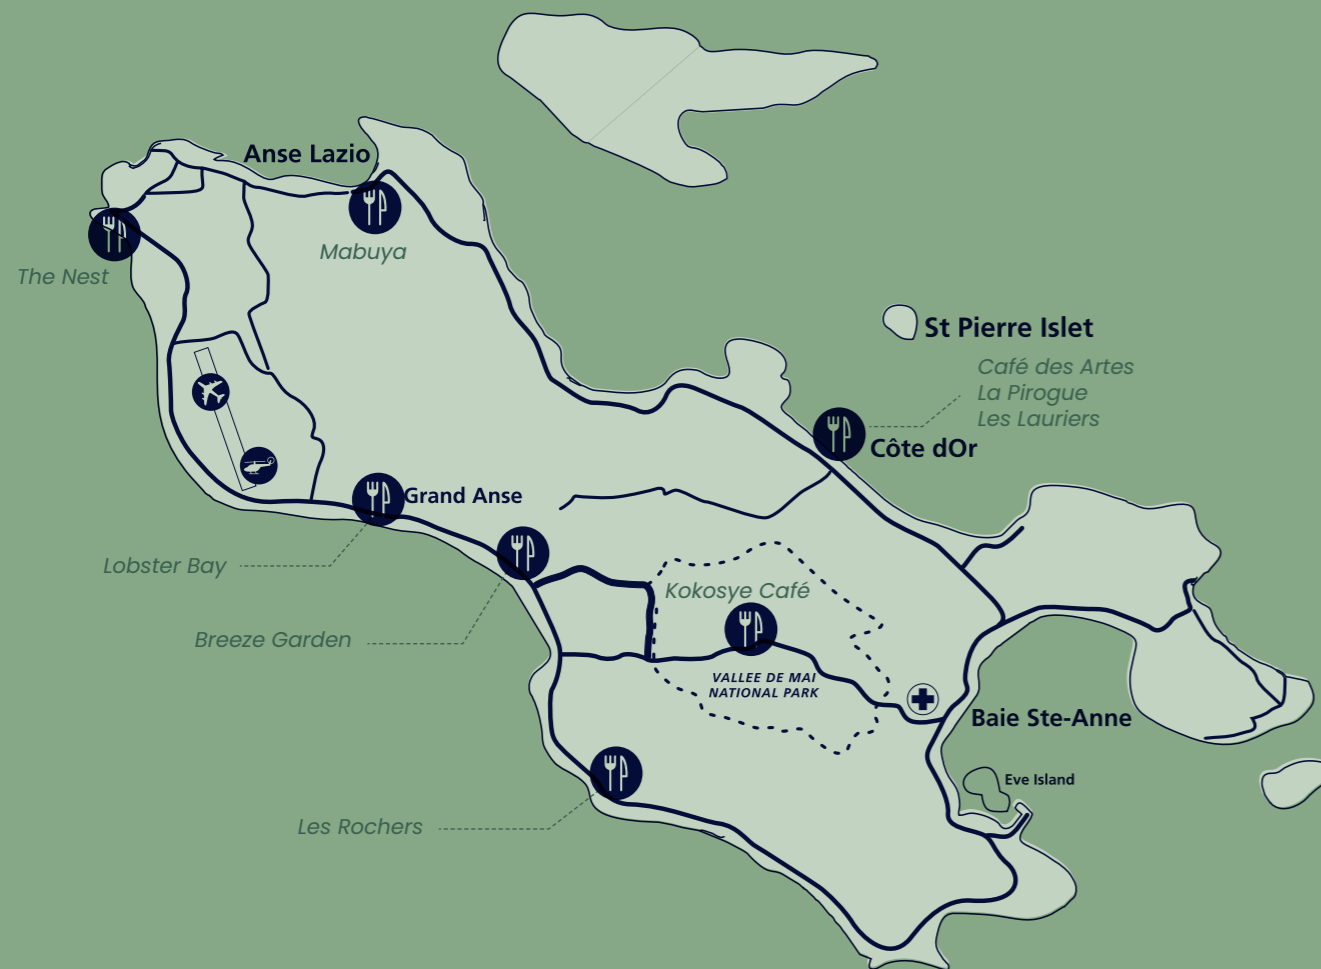 Anse Lazio
Mabuya
The Nest
St Pierre Islet
Café des Artes
La Pirogue
Les Lauriers
Côte dOr
Grand Anse
Lobster Bay
Kokosye Café
Breeze Garden
VALLEE DE MAI
NATIONAL PARK
Baie Ste-Anne
Eve Island
Les Rochers